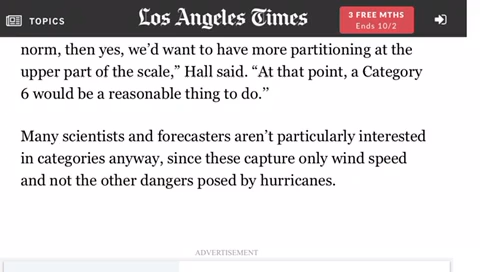 TOPICS
Los Angeles Times
3 FREE MTHS
Ends 10/2
norm, then yes, we’d want to have more partitioning at the
upper part of the scale,” Hall said. “At that point, a Category
6 would be a reasonable thing to do.’’
Many scientists and forecasters aren’t particularly interested
in categories anyway, since these capture only wind speed
and not the other dangers posed by hurricanes.
ADVERTISEMENT